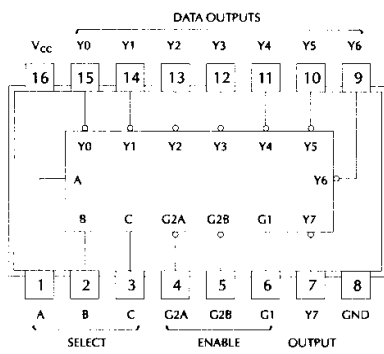 DATA OUTPUTS
VCC Y0 Y1 Y2 Y3 Y4 Y5 Y6
16 15 14 13 12 11 10 9
Y0 Y1 Y2 Y3 Y4 Y5
A Y6
B C G2A G2B G1 Y7
1 2 3 4 5 6 7 8
A B C G2A G2B G1 Y7 GND
SELECT ENABLE OUTPUT